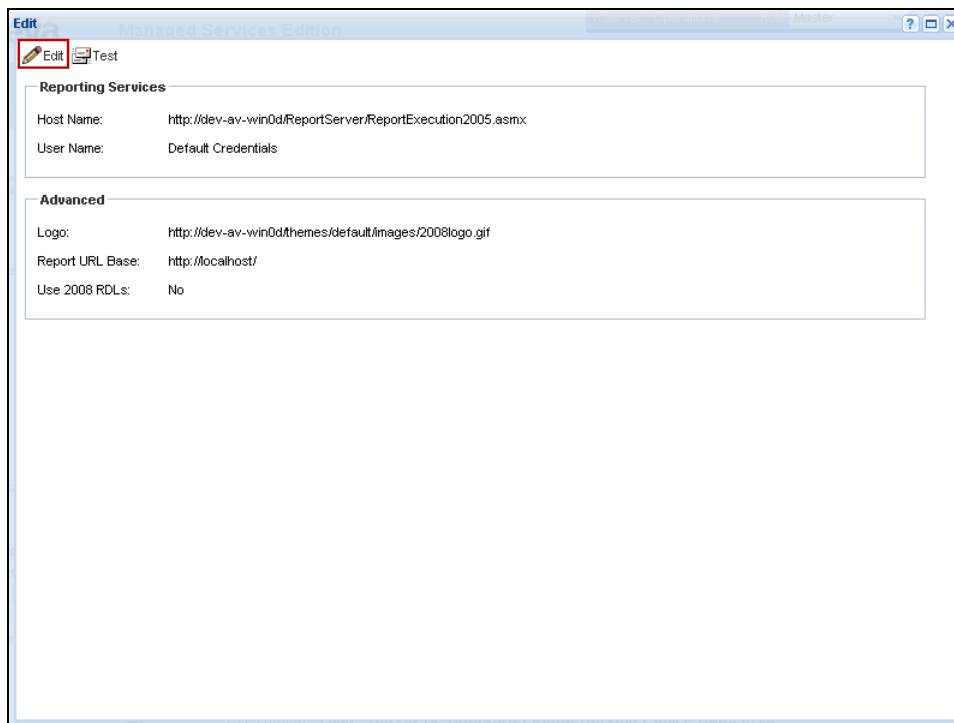 Edit
eva Managed Services Edition Master
Edit Test
Reporting Services
Host Name: http://dev-av-win0d/ReportServer/ReportExecution2005.asmx
User Name: Default Credentials
Advanced
Logo: http://dev-av-win0d/themes/default/images/2008logo.gif
Report URL Base: http://localhost/
Use 2008 RDLs: No